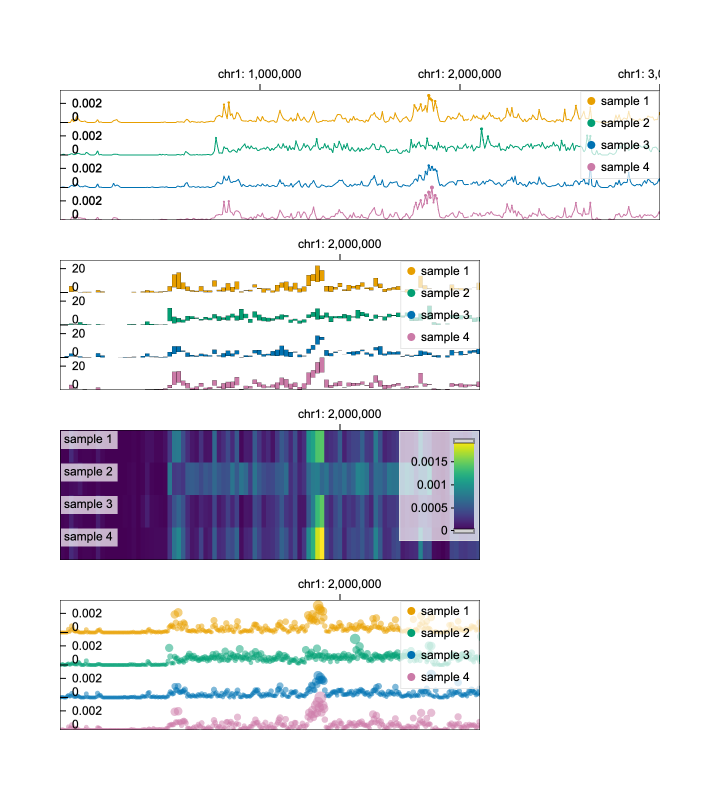 chr1: 1,000,000 chr1: 2,000,000 chr1: 3,0
0.002 sample 1
0
sample 2
0.002
0 sample 3
0.002
0 sample 4
0.002
0
chr1: 2,000,000
20 sample 1
0
sample 2
20
0 sample 3
20
0 sample 4
20
0
chr1: 2,000,000
sample 1
0.0015
sample 2
0.001
sample 3 0.0005
0
sample 4
chr1: 2,000,000
0.002 sample 1
0
sample 2
0.002
0 sample 3
0.002
0 sample 4
0.002
0